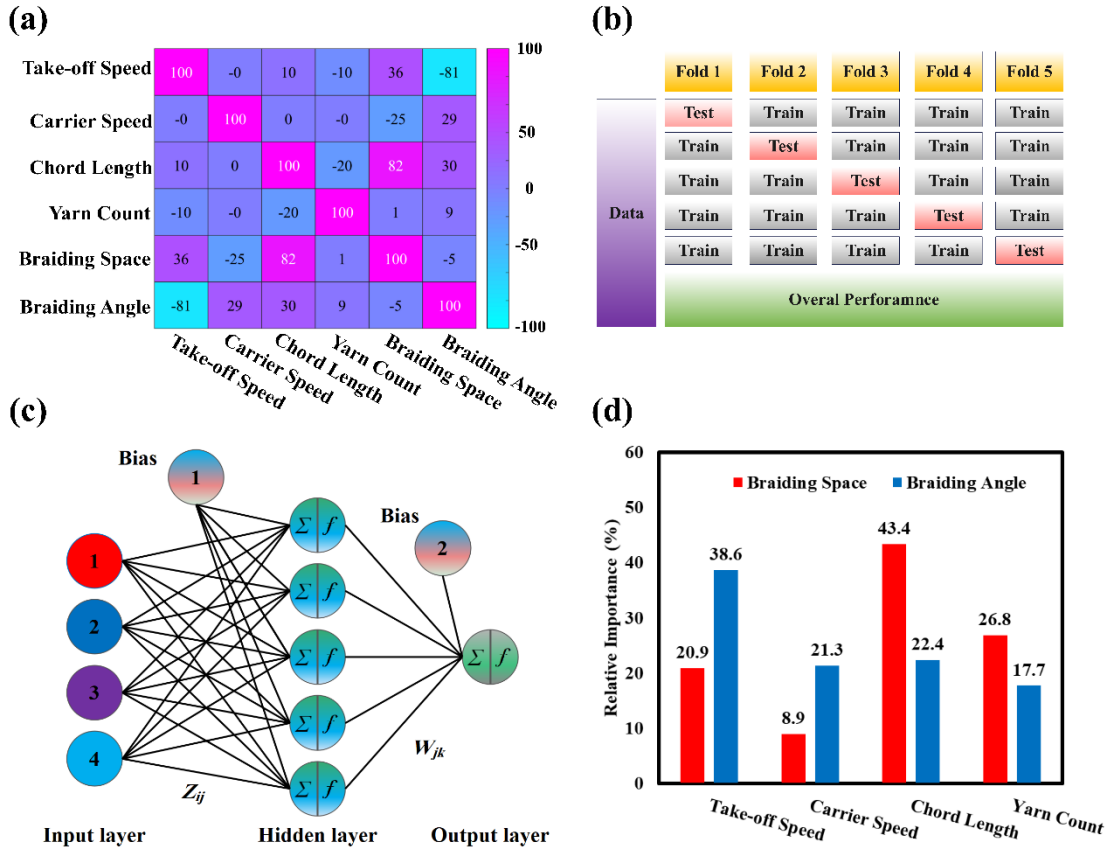 (a)
Take-off Speed 100 -0 10 -10 36 -81
Carrier Speed -0 100 0 -0 -25 29
Chord Length 10 0 100 -20 82 30
Yarn Count -10 -0 -20 100 1 9
Braiding Space 36 -25 82 1 100 -5
Braiding Angle -81 29 30 9 -5 100
Take-off Speed
Carrier Speed
Chord Length
Yarn Count
Braiding Space
Braiding Angle
100
50
0
-50
-100
(b)
Fold 1 Fold 2 Fold 3 Fold 4 Fold 5
Test Train Train Train Train
Train Test Train Train Train
Train Train Test Train Train
Train Train Train Test Train
Train Train Train Train Test
Data
Overal Perforamnce
(c)
Bias
1
Bias
2
1
2
3
4
Σ f
Σ f
Σ f
Σ f
Σ f
Σ f
Zij
Wjk
Input layer Hidden layer Output layer
(d)
Relative Importance (%)
60
50
40
30
20
10
0
Braiding Space Braiding Angle
20.9 38.6
8.9 21.3
43.4 22.4
26.8 17.7
Take-off Speed
Carrier Speed
Chord Length
Yarn Count